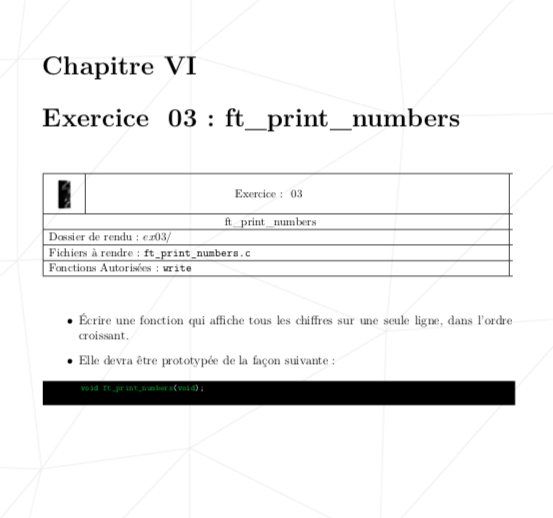 Chapitre VI
Exercice 03 : ft_print_numbers
Exercice : 03
ft_print_numbers
Dossier de rendu : ex03/
Fichiers à rendre : ft_print_numbers.c
Fonctions Autorisées : write
• Écrire une fonction qui affiche tous les chiffres sur une seule ligne, dans l'ordre
croissant.
• Elle devra être prototypée de la façon suivante :
void ft_print_numbers(void);